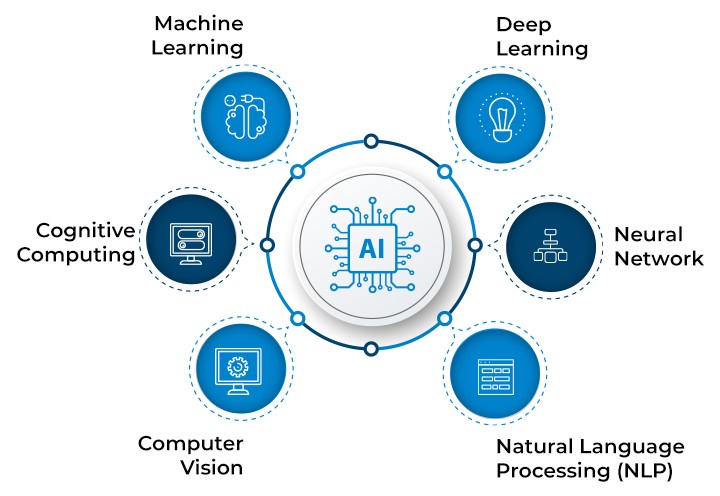 Machine
Learning
Deep
Learning
Cognitive
Computing
AI
Neural
Network
Computer
Vision
Natural Language
Processing (NLP)